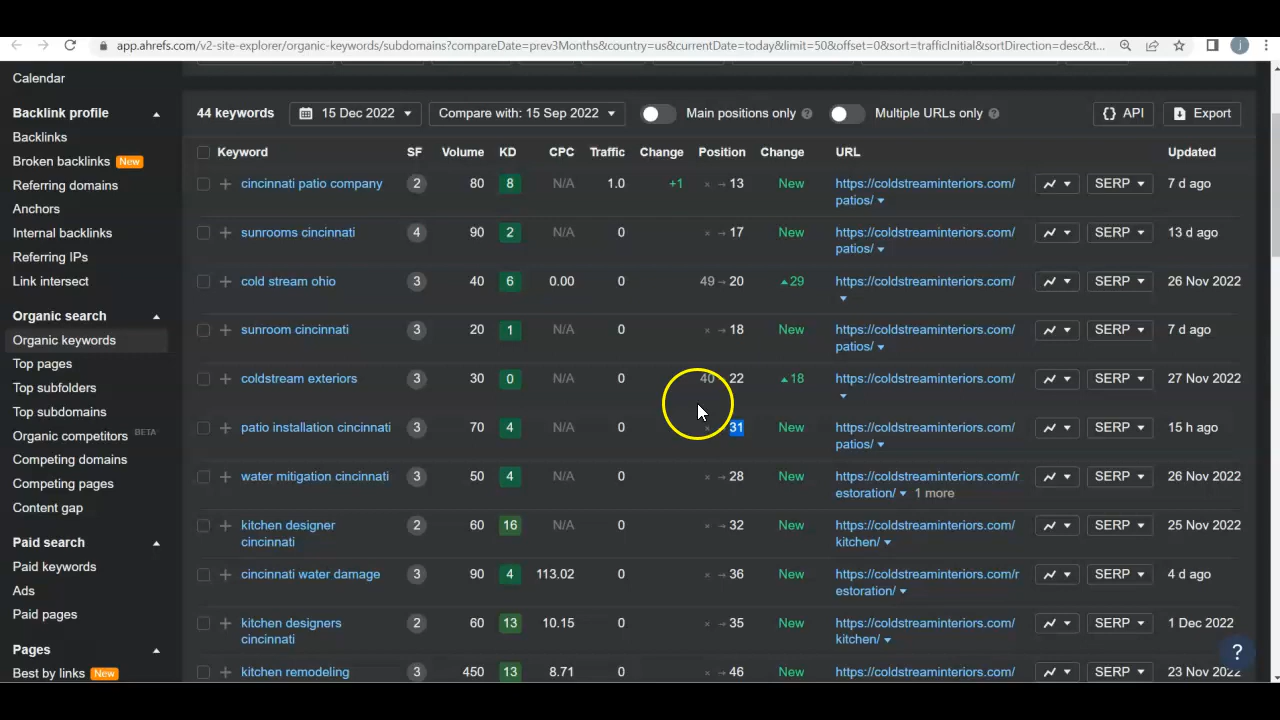 app.ahrefs.com/v2-site-explorer/organic-keywords/subdomains?compareDate=prev3Months&country=us&currentDate=today&limit=50&offset=0&sort=trafficInitial&sortDirection=desc&t...
j
Calendar
Backlink profile
Backlinks
Broken backlinks New
Referring domains
Anchors
Internal backlinks
Referring IPs
Link intersect
Organic search
Organic keywords
Top pages
Top subfolders
Top subdomains
Organic competitors BETA
Competing domains
Competing pages
Content gap
Paid search
Paid keywords
Ads
Paid pages
Pages
Best by links New
44 keywords 15 Dec 2022 Compare with: 15 Sep 2022 Main positions only ? Multiple URLs only ? {} API Export
Keyword SF Volume KD CPC Traffic Change Position Change URL Updated
cincinnati patio company 2 80 8 N/A 1.0 +1 × → 13 New https://coldstreaminteriors.com/ SERP 7 d ago
patios/
sunrooms cincinnati 4 90 2 N/A 0 × → 17 New https://coldstreaminteriors.com/ SERP 13 d ago
patios/
cold stream ohio 3 40 6 0.00 0 49 → 20 29 https://coldstreaminteriors.com/ SERP 26 Nov 2022
sunroom cincinnati 3 20 1 N/A 0 × → 18 New https://coldstreaminteriors.com/ SERP 7 d ago
patios/
coldstream exteriors 3 30 0 N/A 0 40 22 18 https://coldstreaminteriors.com/ SERP 27 Nov 2022
patio installation cincinnati 3 70 4 N/A 0 × → 31 New https://coldstreaminteriors.com/ SERP 15 h ago
patios/
water mitigation cincinnati 3 50 4 N/A 0 × → 28 New https://coldstreaminteriors.com/r SERP 26 Nov 2022
estoration/ 1 more
kitchen designer 2 60 16 N/A 0 × → 32 New https://coldstreaminteriors.com/ SERP 25 Nov 2022
cincinnati kitchen/
cincinnati water damage 3 90 4 113.02 0 × → 36 New https://coldstreaminteriors.com/r SERP 4 d ago
estoration/
kitchen designers 2 60 13 10.15 0 × → 35 New https://coldstreaminteriors.com/ SERP 1 Dec 2022
cincinnati kitchen/
kitchen remodeling 3 450 13 8.71 0 × → 46 New https://coldstreaminteriors.com/ SERP 23 Nov 2022
?